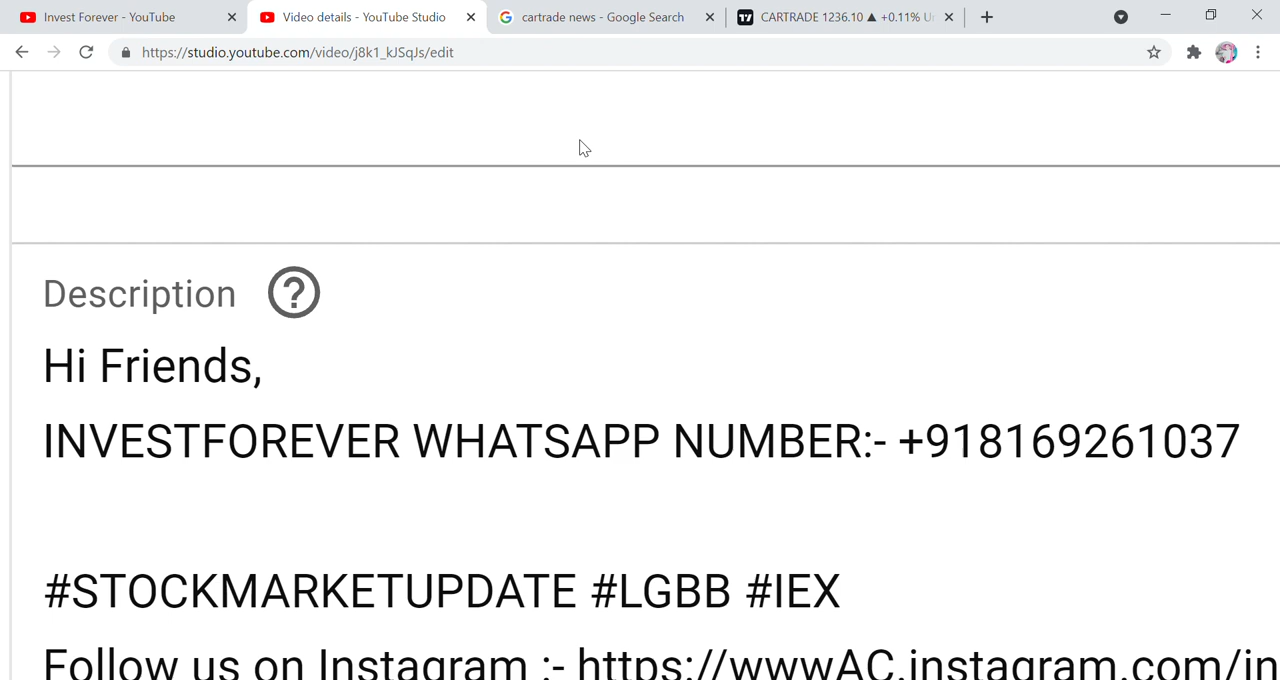 Invest Forever - YouTube
Video details - YouTube Studio
cartrade news - Google Search
CARTRADE 1236.10 ▲ +0.11% U
https://studio.youtube.com/video/j8k1_kJSqJs/edit
Description
Hi Friends,
INVESTFOREVER WHATSAPP NUMBER:- +918169261037
#STOCKMARKETUPDATE #LGBB #IEX
Follow us on Instagram :- https://wwwAC.instagram.com/in